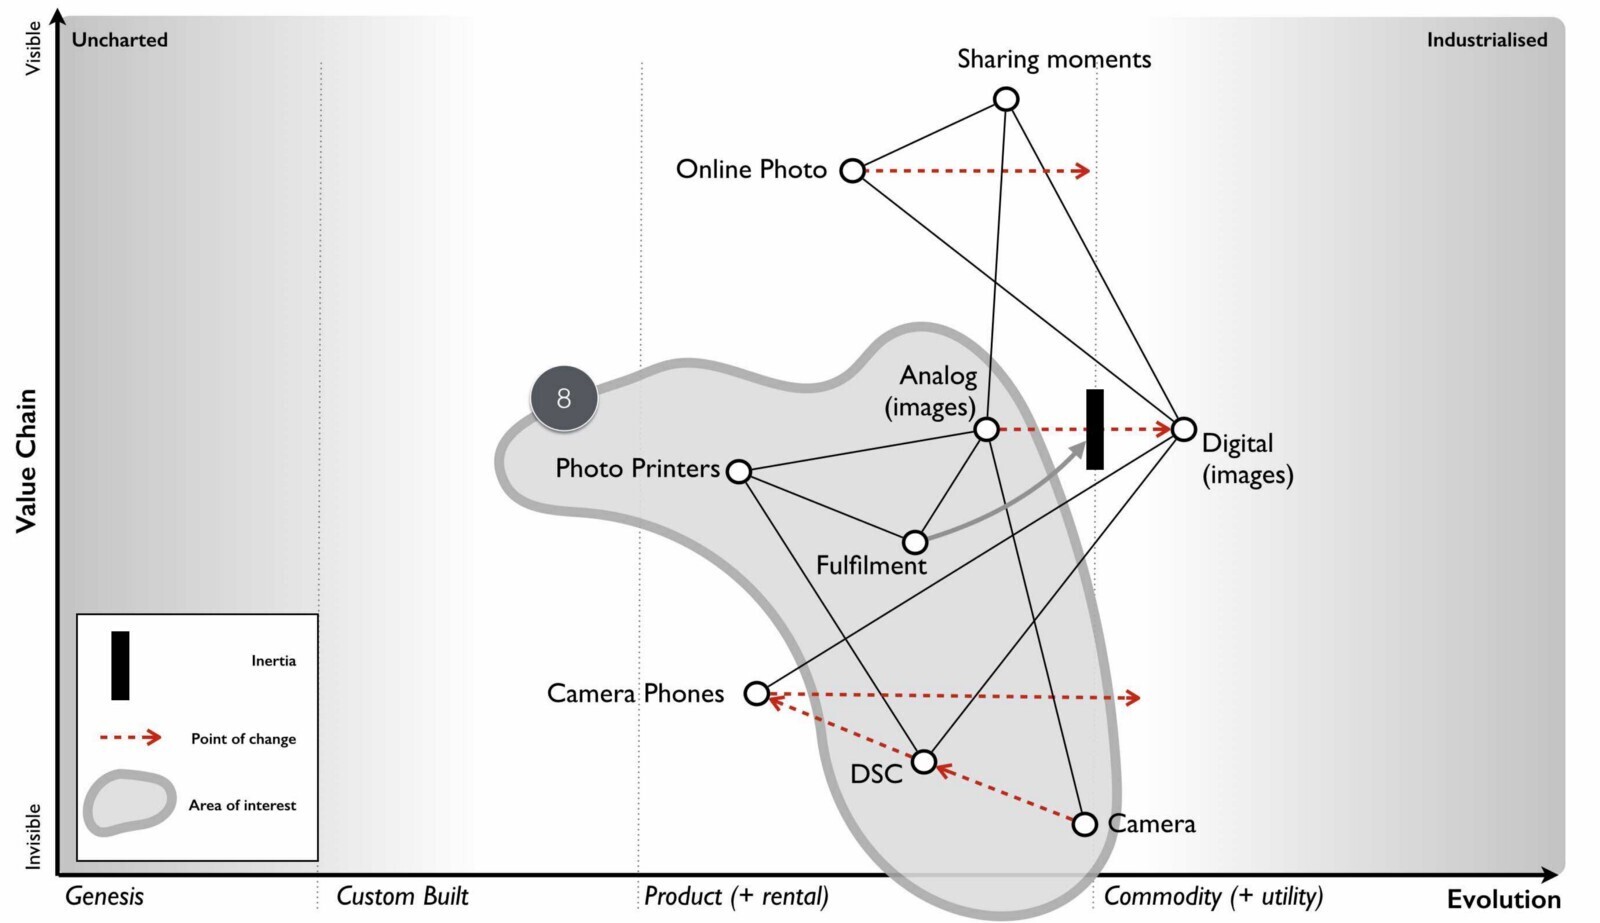 Visible
Uncharted
Industrialised
Sharing moments
Online Photo
Analog
(images)
8
Value Chain
Digital
(images)
Photo Printers
Fulfilment
Inertia
Camera Phones
Point of change
DSC
Area of interest
Camera
Invisible
Genesis
Custom Built
Product (+ rental)
Commodity (+ utility)
Evolution